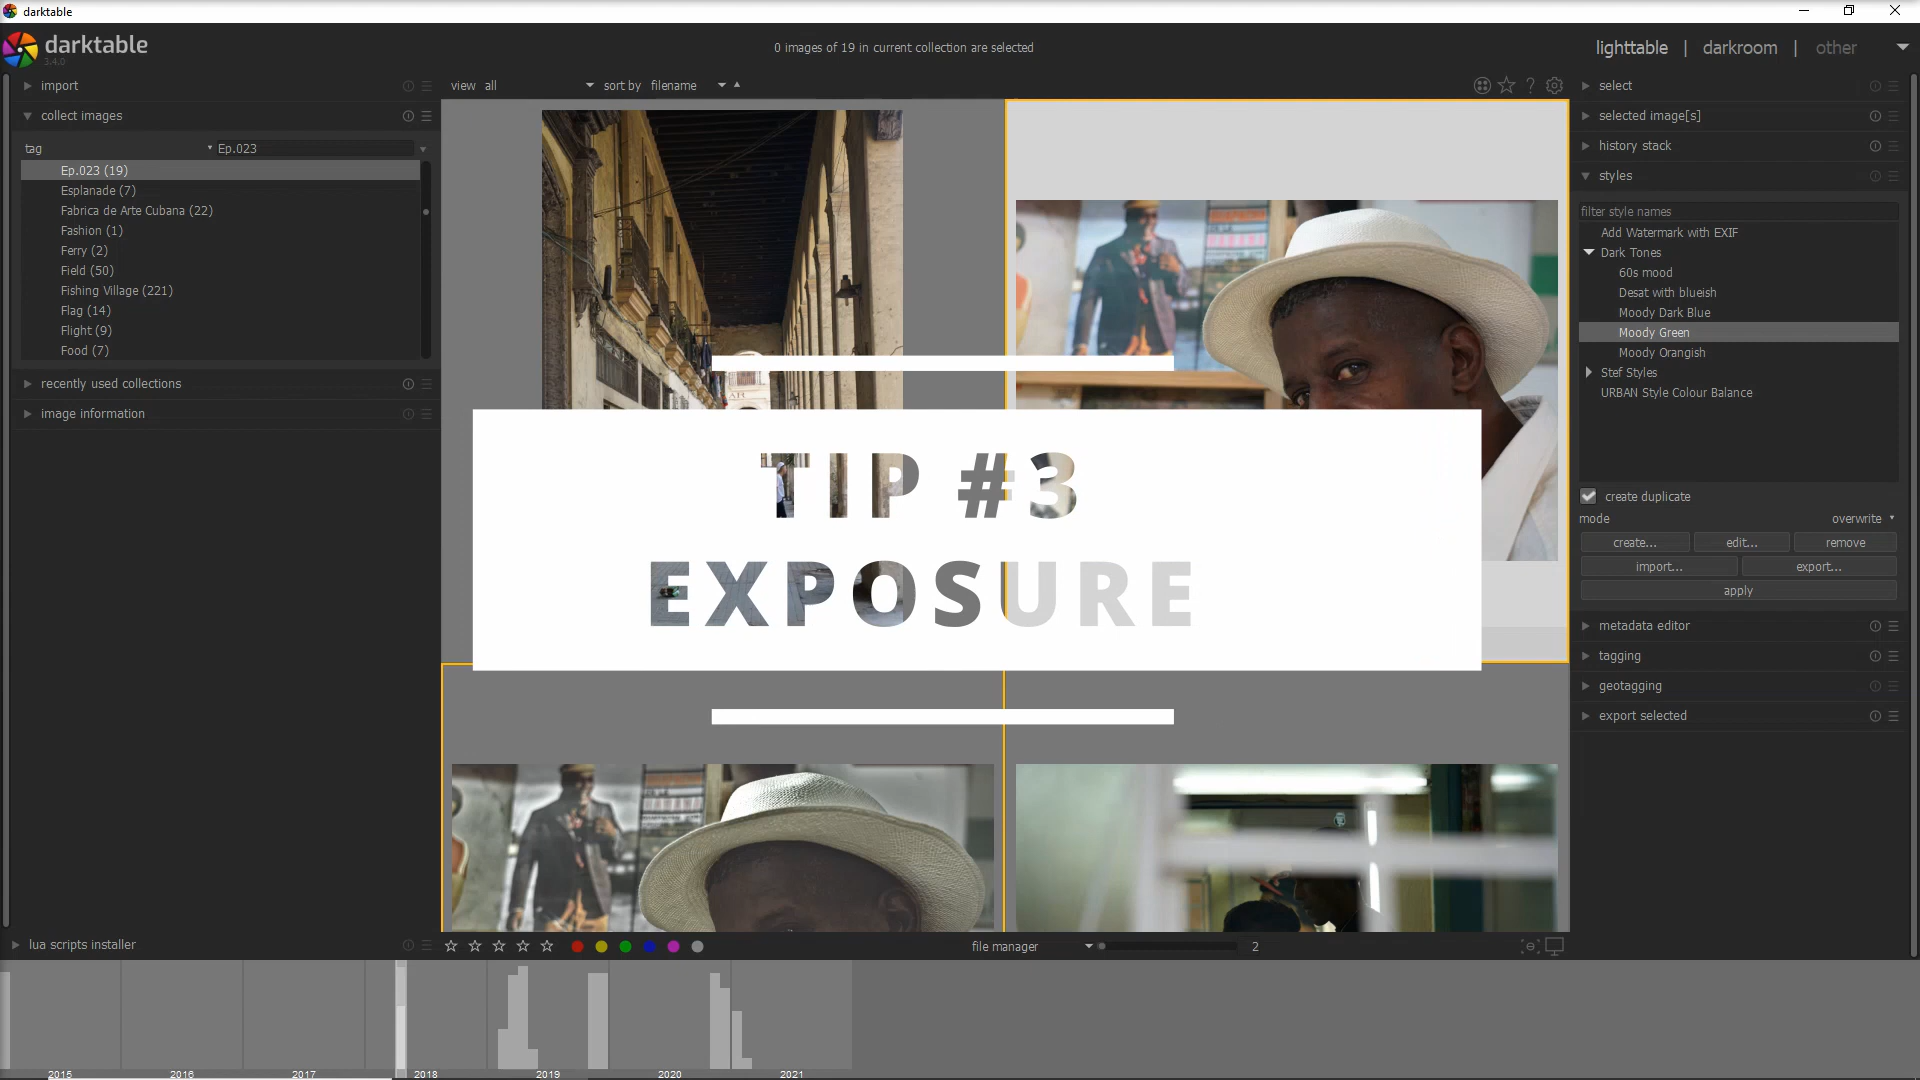 darktable
darktable
3.4.0
0 images of 19 in current collection are selected
lighttable | darkroom | other
import
view all
sort by filename
collect images
tag
Ep.023
Ep.023 (19)
Esplanade (7)
Fabrica de Arte Cubana (22)
Fashion (1)
Ferry (2)
Field (50)
Fishing Village (221)
Flag (14)
Flight (9)
Food (7)
recently used collections
image information
TIP #3
EXPOSURE
select
selected image[s]
history stack
styles
filter style names
Add Watermark with EXIF
Dark Tones
60s mood
Desat with blueish
Moody Dark Blue
Moody Green
Moody Orangish
Stef Styles
URBAN Style Colour Balance
create duplicate
mode overwrite
create... edit... remove
import... export...
apply
metadata editor
tagging
geotagging
export selected
lua scripts installer
file manager
2
2015 2016 2017 2018 2019 2020 2021